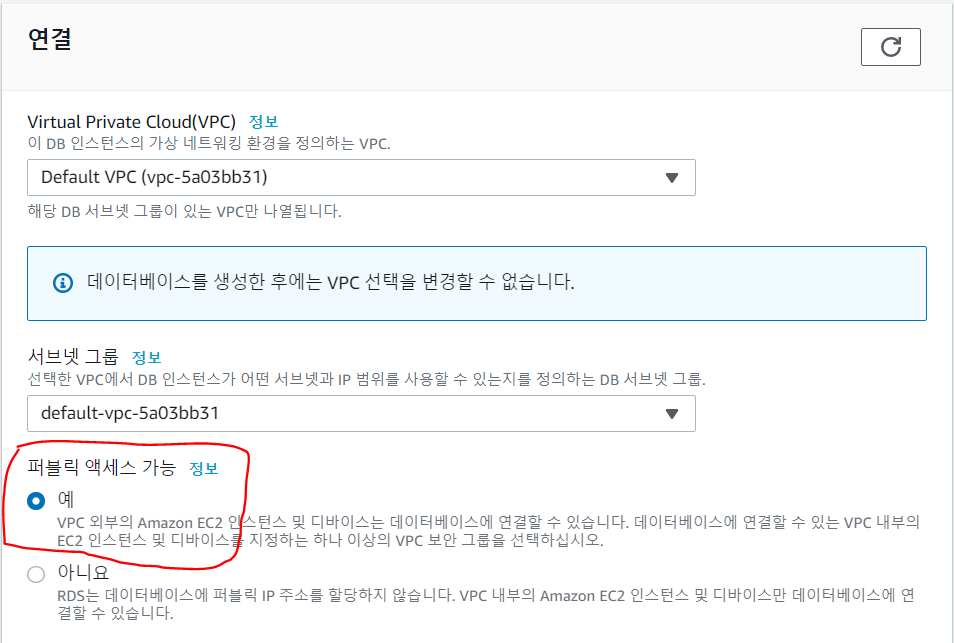 연결
Virtual Private Cloud(VPC) 정보
이 DB 인스턴스의 가상 네트워킹 환경을 정의하는 VPC.
Default VPC (vpc-5a03bb31)
해당 DB 서브넷 그룹이 있는 VPC만 나열됩니다.
데이터베이스를 생성한 후에는 VPC 선택을 변경할 수 없습니다.
서브넷 그룹 정보
선택한 VPC에서 DB 인스턴스가 어떤 서브넷과 IP 범위를 사용할 수 있는지를 정의하는 DB 서브넷 그룹.
default-vpc-5a03bb31
퍼블릭 액세스 가능 정보
예
VPC 외부의 Amazon EC2 인스턴스 및 디바이스는 데이터베이스에 연결할 수 있습니다. 데이터베이스에 연결할 수 있는 VPC 내부의
EC2 인스턴스 및 디바이스를 지정하는 하나 이상의 VPC 보안 그룹을 선택하십시오.
아니요
RDS는 데이터베이스에 퍼블릭 IP 주소를 할당하지 않습니다. VPC 내부의 Amazon EC2 인스턴스 및 디바이스만 데이터베이스에 연
결할 수 있습니다.